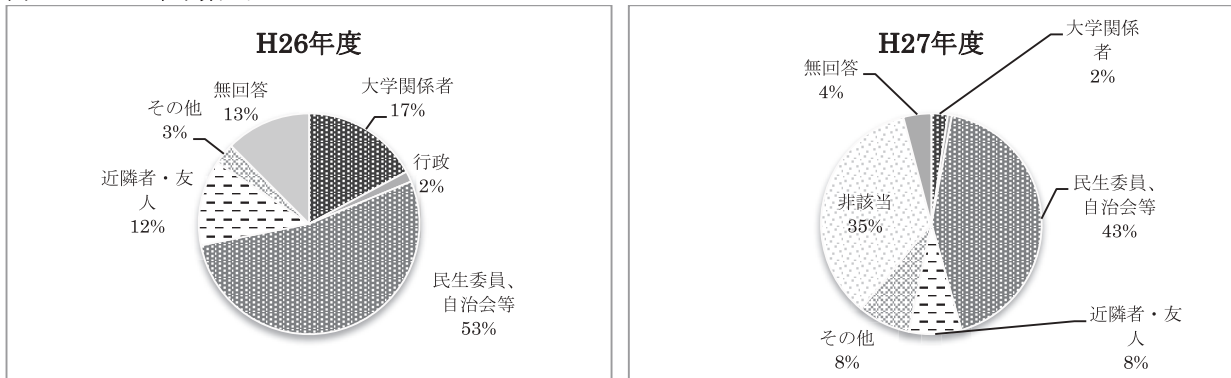 H26年度
無回答
13%
大学関係者
17%
その他
3%
行政
2%
近隣者・友
人
12%
民生委員、
自治会等
53%
H27年度
大学関係
者
2%
無回答
4%
民生委員、
自治会等
43%
非該当
35%
近隣者・友
人
8%
その他
8%